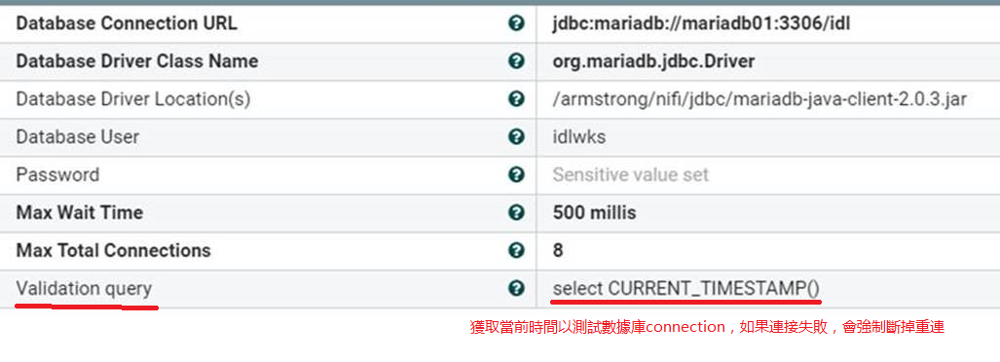 Database Connection URL ? jdbc:mariadb://mariadb01:3306/idl
Database Driver Class Name ? org.mariadb.jdbc.Driver
Database Driver Location(s) ? /armstrong/nifi/jdbc/mariadb-java-client-2.0.3.jar
Database User ? idlwks
Password ? Sensitive value set
Max Wait Time ? 500 millis
Max Total Connections ? 8
Validation query ? select CURRENT_TIMESTAMP()
獲取當前時間以測試數據庫connection，如果連接失敗，會強制斷掉重連